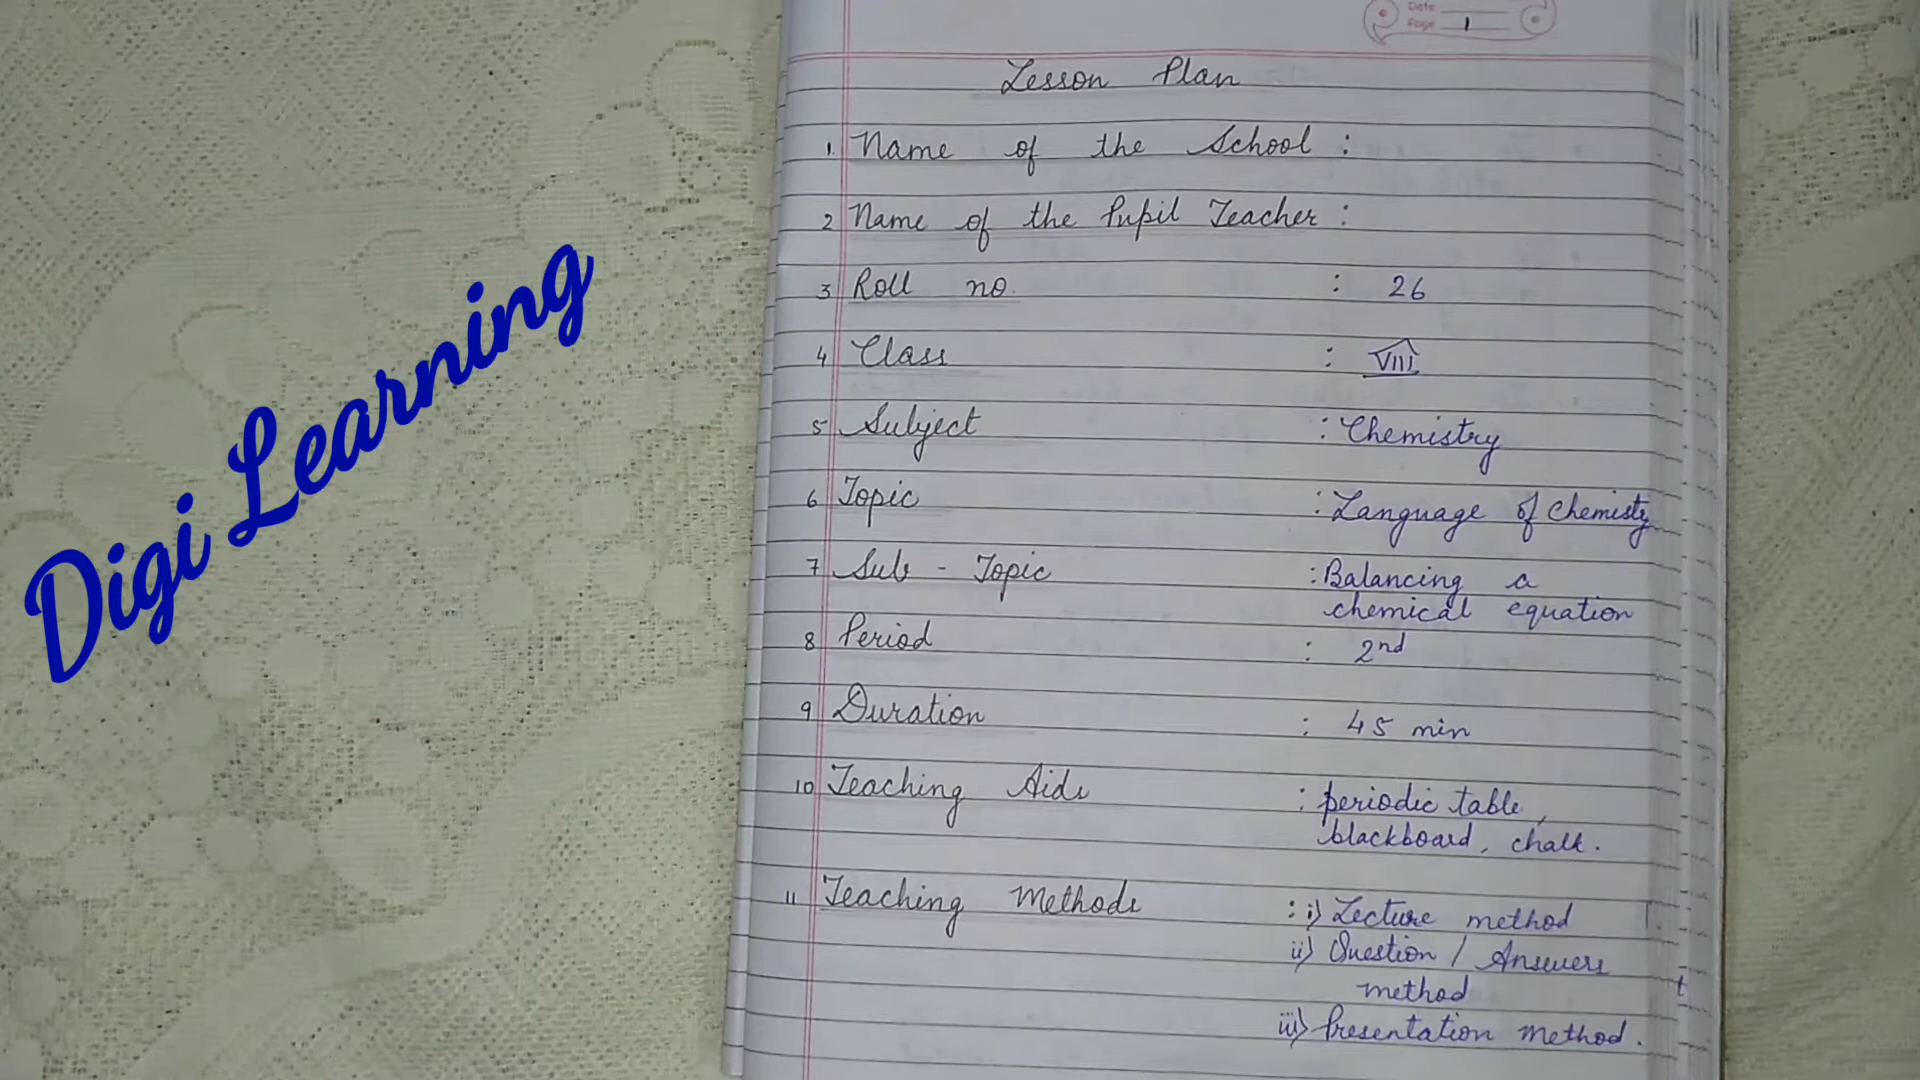 Digi Learning
Date
Page 1
Lesson Plan
1. Name of the School :
2 Name of the Pupil Teacher :
3 Roll no. : 26
4 Class : VIII
5 Subject : Chemistry
6 Topic : Language of Chemisty
7 Sub - Topic : Balancing a
chemical equation
8 Period : 2nd
9 Duration : 45 min
10 Teaching Aids : periodic table,
blackboard, chalk.
11 Teaching Methods : i) Lecture method
ii) Question / Answers
method
iii) Presentation method.